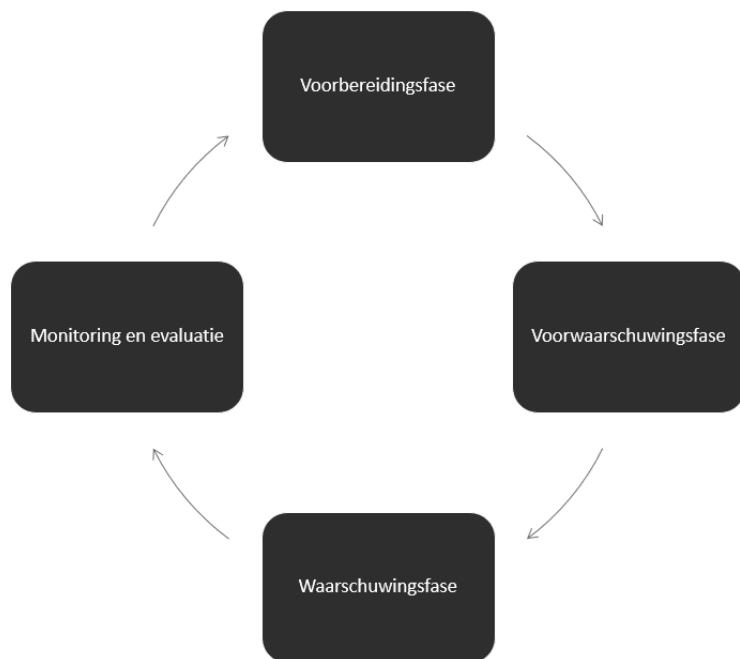 Voorbereidingsfase
Voorwaarschuwingsfase
Waarschuwingsfase
Monitoring en evaluatie